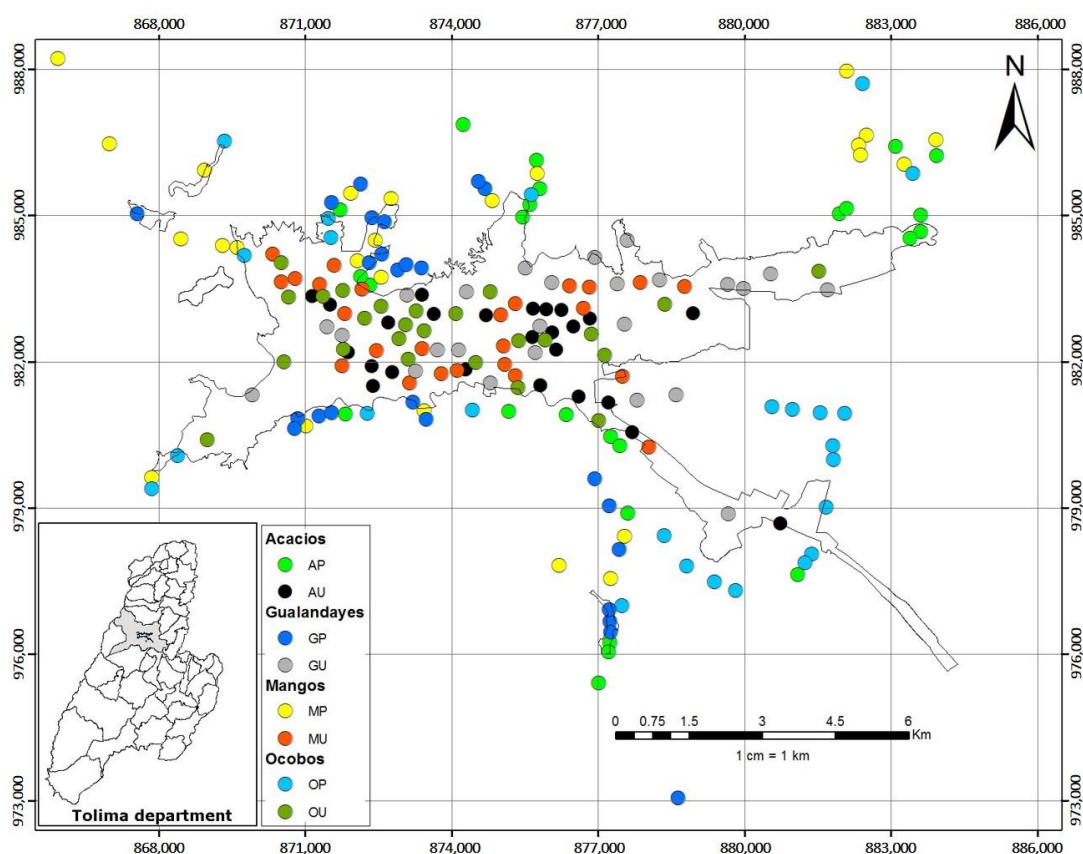 868,000 871,000 874,000 877,000 880,000 883,000 886,000
N
988,000 988,000
985,000 985,000
982,000 982,000
979,000 979,000
976,000 976,000
973,000 973,000
Acacios
AP
AU
Gualandayes
GP
GU
Mangos
MP
MU
Ocobos
OP
OU
Tolima department
0 0.75 1.5 3 4.5 6
Km
1 cm = 1 km
868,000 871,000 874,000 877,000 880,000 883,000 886,000